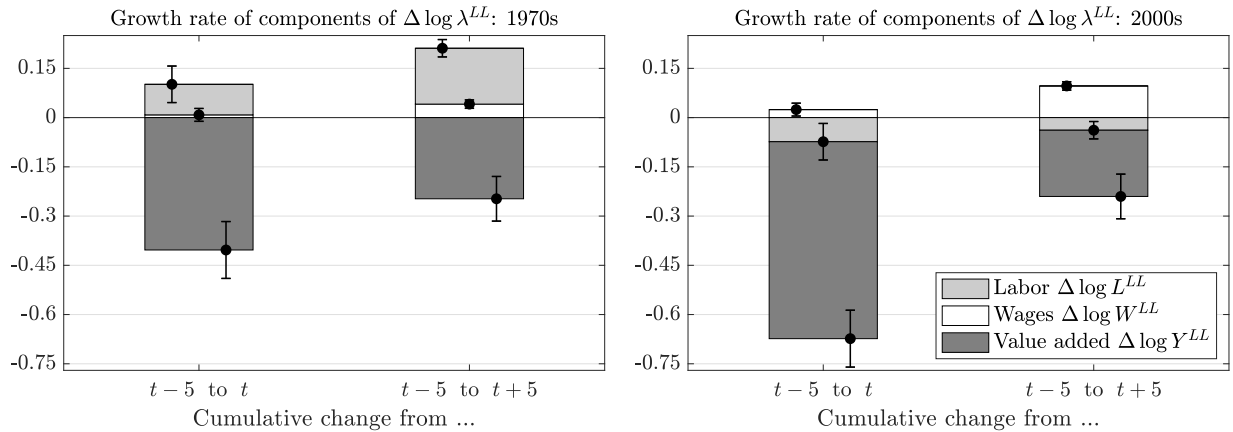 Growth rate of components of Δ log λ^{LL}: 1970s
0.15
0
-0.15
-0.3
-0.45
-0.6
-0.75
t − 5 to t
t − 5 to t + 5
Cumulative change from ...
Growth rate of components of Δ log λ^{LL}: 2000s
0.15
0
-0.15
-0.3
-0.45
-0.6
-0.75
Labor Δ log L^{LL}
Wages Δ log W^{LL}
Value added Δ log Y^{LL}
t − 5 to t
t − 5 to t + 5
Cumulative change from ...